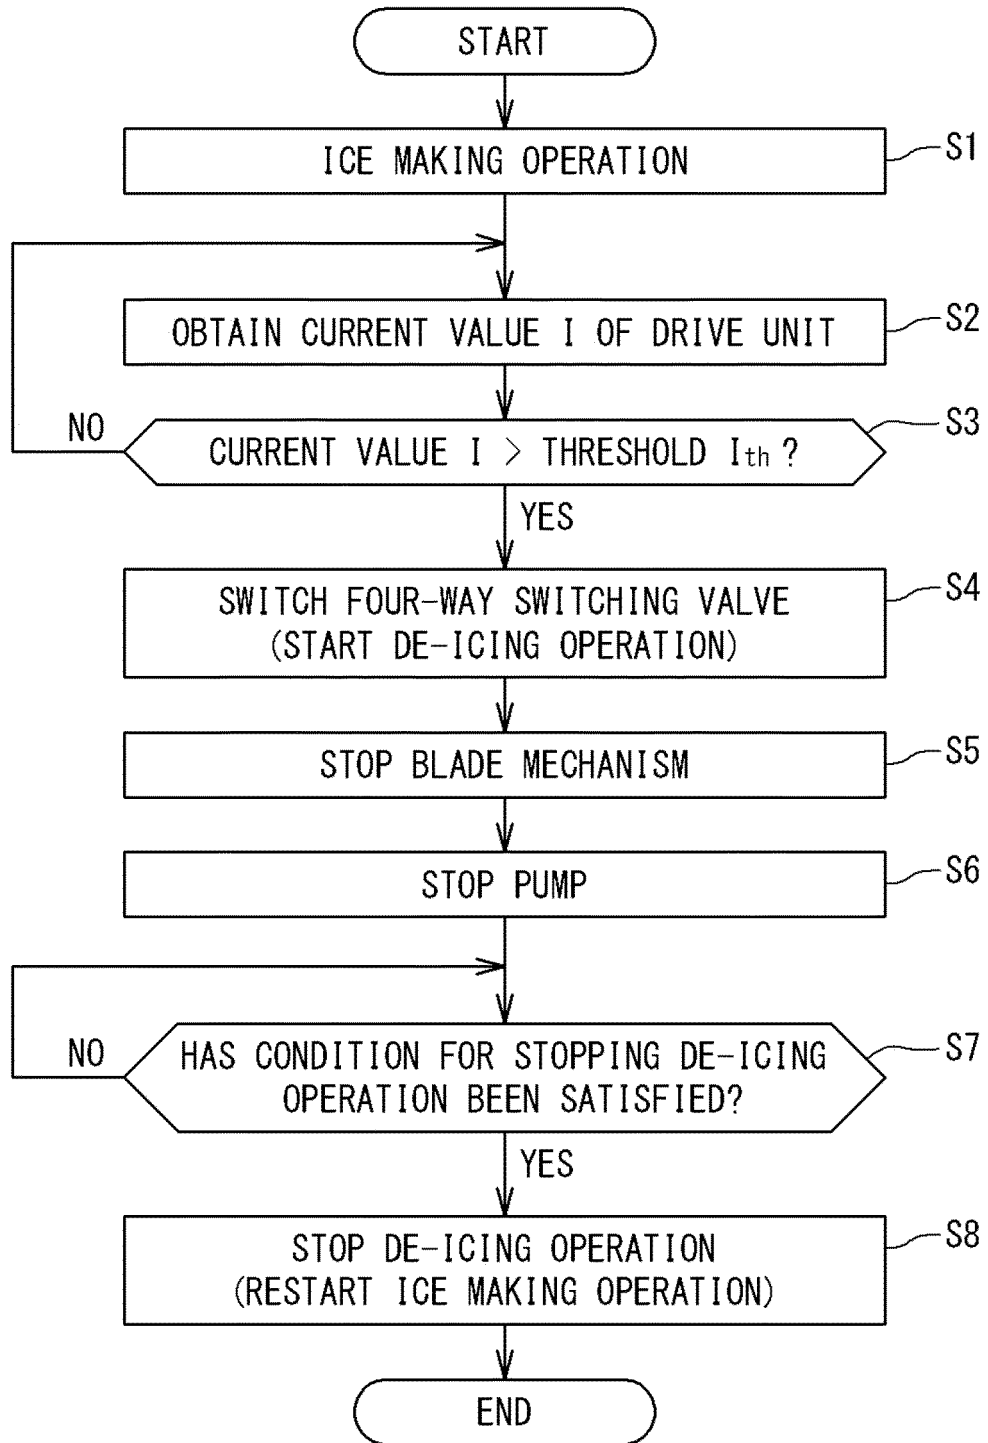 START
ICE MAKING OPERATION
S1
OBTAIN CURRENT VALUE I OF DRIVE UNIT
S2
NO
CURRENT VALUE I > THRESHOLD Ith ?
S3
YES
SWITCH FOUR-WAY SWITCHING VALVE
(START DE-ICING OPERATION)
S4
STOP BLADE MECHANISM
S5
STOP PUMP
S6
NO
HAS CONDITION FOR STOPPING DE-ICING
OPERATION BEEN SATISFIED?
S7
YES
STOP DE-ICING OPERATION
(RESTART ICE MAKING OPERATION)
S8
END